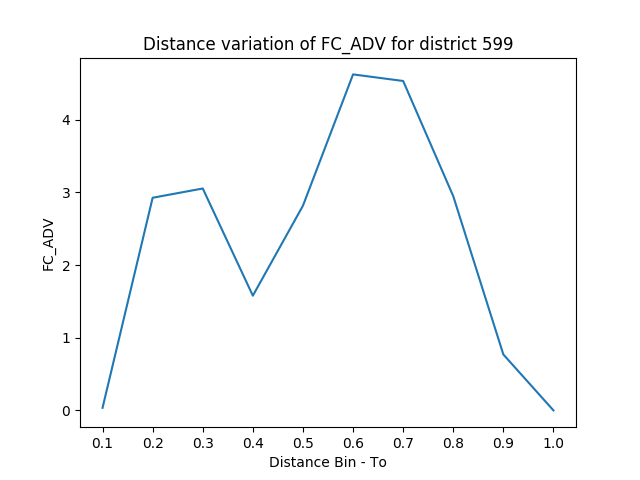 Distance variation of FC_ADV for district 599
FC_ADV
4
3
2
1
0
0.1 0.2 0.3 0.4 0.5 0.6 0.7 0.8 0.9 1.0
Distance Bin - To